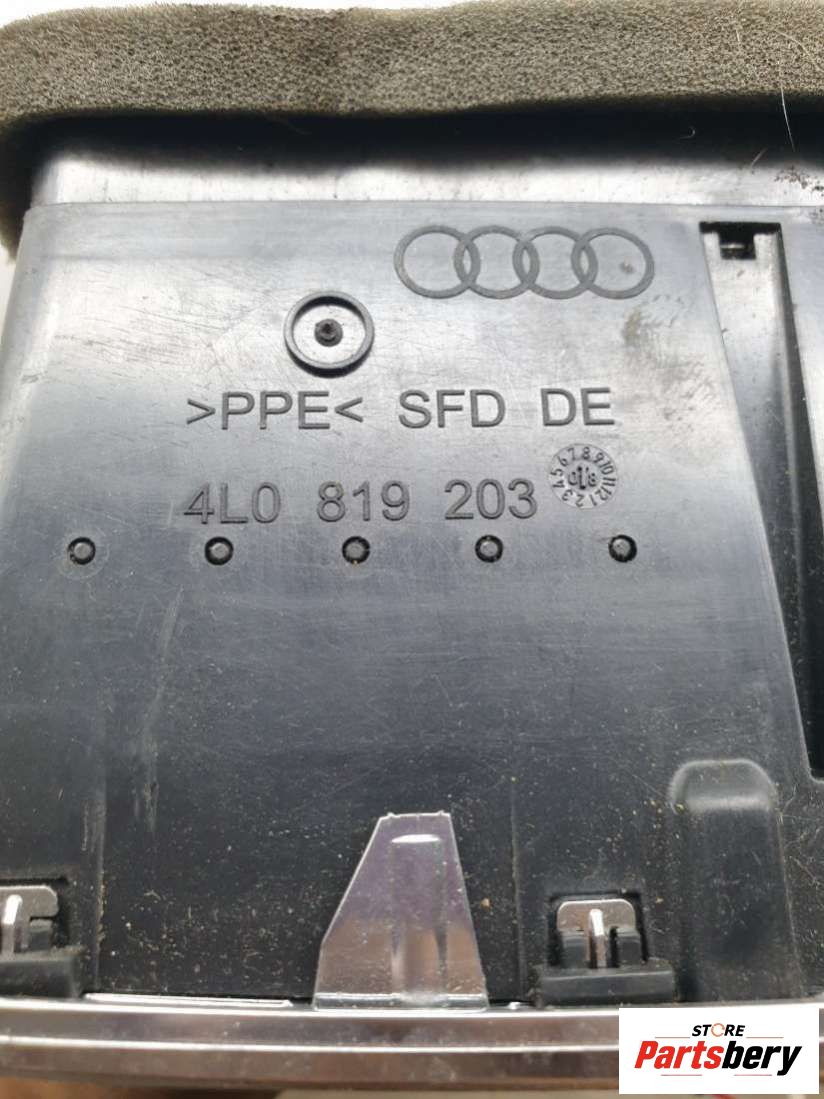 >PPE< SFD DE
4L0 819 203
STORE
Partsbery